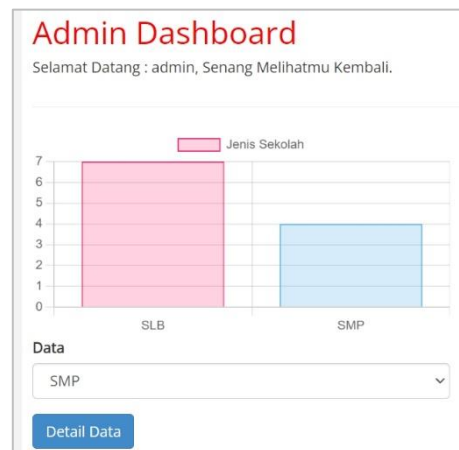 Admin Dashboard
Selamat Datang : admin, Senang Melihatmu Kembali.
Jenis Sekolah
7
6
5
4
3
2
1
0
SLB SMP
Data
SMP
Detail Data